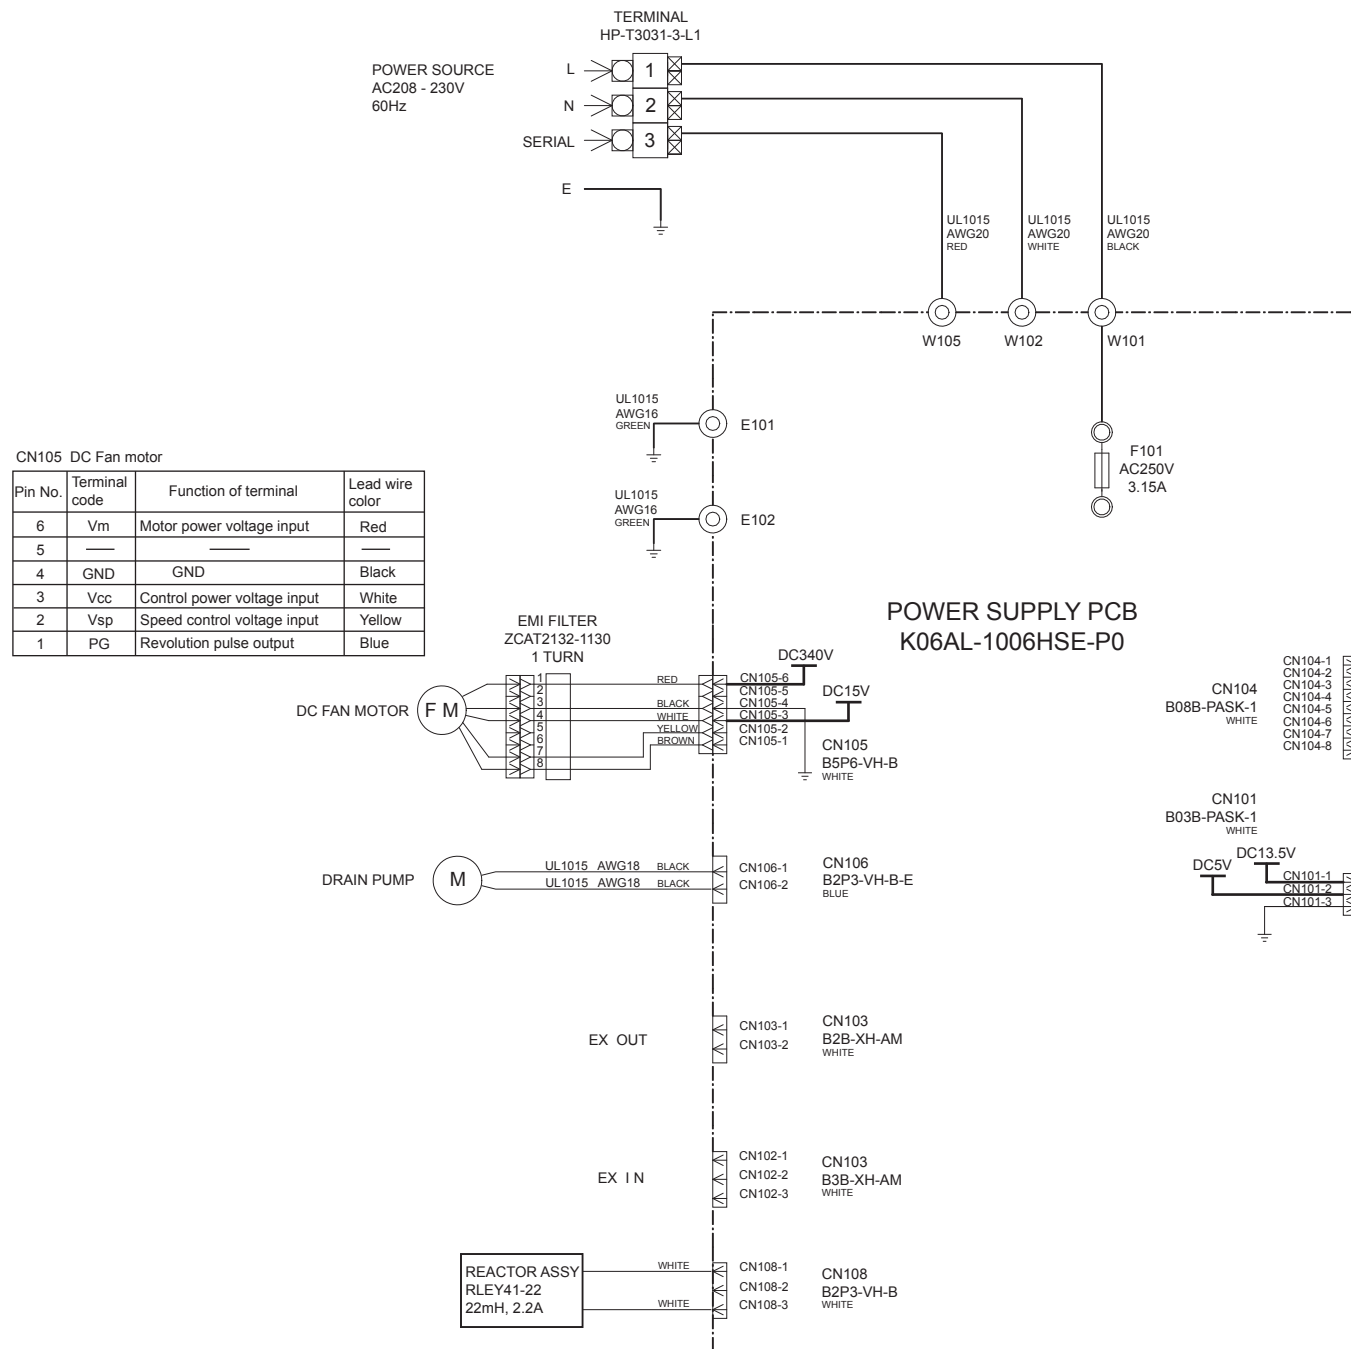 TERMINAL
HP-T3031-3-L1
POWER SOURCE
AC208 - 230V
60Hz
L
1
N
2
SERIAL
3
E
UL1015
AWG20
RED
UL1015
AWG20
WHITE
UL1015
AWG20
BLACK
W105
W102
W101
UL1015
AWG16
GREEN
E101
UL1015
AWG16
GREEN
E102
F101
AC250V
3.15A
CN105 DC Fan motor
Pin No. Terminal code Function of terminal Lead wire color
6 Vm Motor power voltage input Red
5 — — —
4 GND GND Black
3 Vcc Control power voltage input White
2 Vsp Speed control voltage input Yellow
1 PG Revolution pulse output Blue
POWER SUPPLY PCB
K06AL-1006HSE-P0
EMI FILTER
ZCAT2132-1130
1 TURN
DC FAN MOTOR
F M
1
2
3
4
5
6
7
8
RED
BLACK
WHITE
YELLOW
BROWN
CN105-6
CN105-5
CN105-4
CN105-3
CN105-2
CN105-1
DC340V
DC15V
CN105
B5P6-VH-B
WHITE
CN104
B08B-PASK-1
WHITE
CN104-1
CN104-2
CN104-3
CN104-4
CN104-5
CN104-6
CN104-7
CN104-8
CN101
B03B-PASK-1
WHITE
DC5V
DC13.5V
CN101-1
CN101-2
CN101-3
DRAIN PUMP
M
UL1015 AWG18 BLACK
UL1015 AWG18 BLACK
CN106-1
CN106-2
CN106
B2P3-VH-B-E
BLUE
EX OUT
CN103-1
CN103-2
CN103
B2B-XH-AM
WHITE
EX I N
CN102-1
CN102-2
CN102-3
CN103
B3B-XH-AM
WHITE
REACTOR ASSY
RLEY41-22
22mH, 2.2A
WHITE
WHITE
CN108-1
CN108-2
CN108-3
CN108
B2P3-VH-B
WHITE